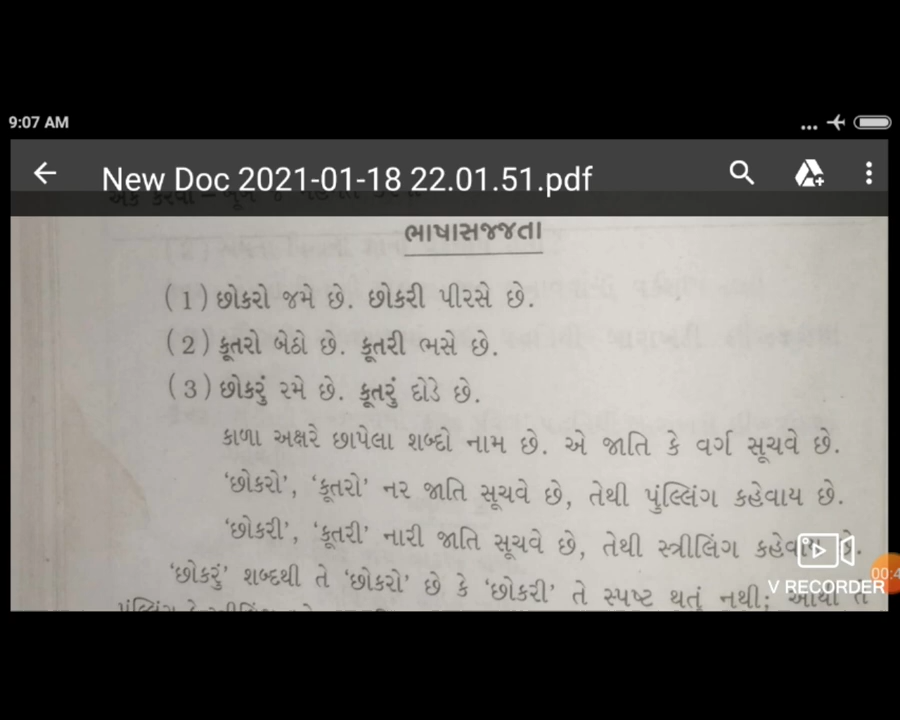 9:07 AM
New Doc 2021-01-18 22.01.51.pdf
ભાષાસજ્જતા
(1) છોકરો જમે છે. છોકરી પીરસે છે.
(2) કૂતરો બેઠો છે. કૂતરી ભસે છે.
(3) છોકરું રમે છે. કૂતરું દોડે છે.
કાળા અક્ષરે છાપેલા શબ્દો નામ છે. એ જાતિ કે વર્ગ સૂચવે છે.
‘છોકરો’, ‘કૂતરો’ નર જાતિ સૂચવે છે, તેથી પુંલ્લિંગ કહેવાય છે.
‘છોકરી’, ‘કૂતરી’ નારી જાતિ સૂચવે છે, તેથી સ્ત્રીલિંગ કહેવાય છે.
‘છોકરું’ શબ્દથી તે ‘છોકરો’ છે કે ‘છોકરી’ તે સ્પષ્ટ થતું નથી;
V RECORDER